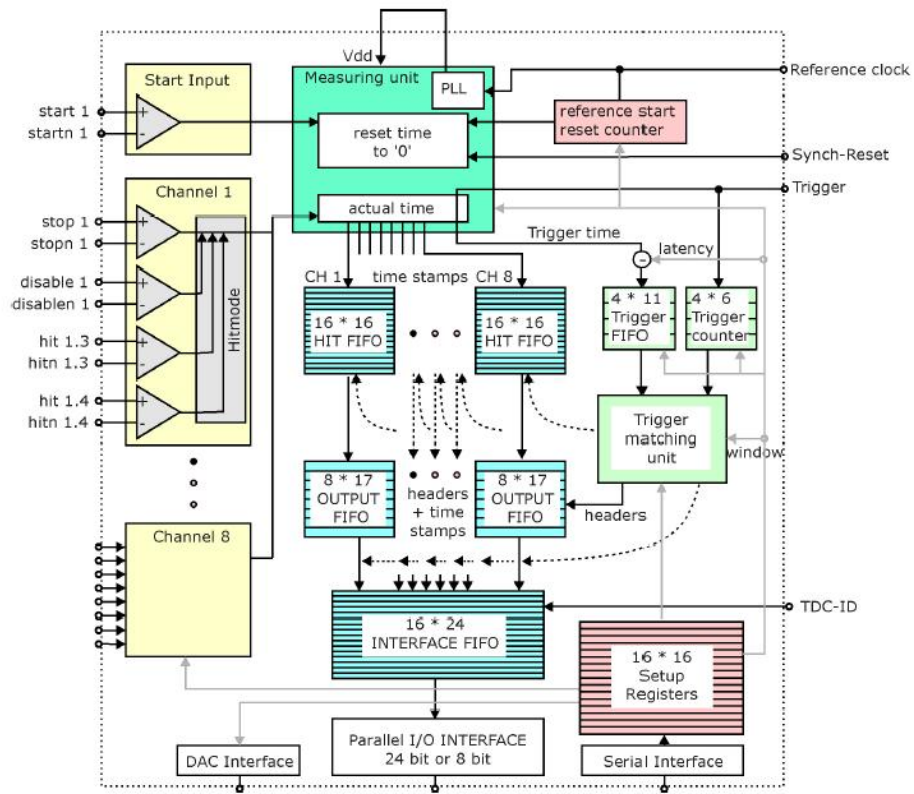 Vdd
Start Input
Measuring unit
PLL
Reference clock
start 1
startn 1
+
-
reset time
to '0'
reference start
reset counter
Synch-Reset
Channel 1
Trigger
stop 1
stopn 1
+
-
actual time
Trigger time
latency
-
disable 1
disablen 1
+
-
Hitmode
CH 1
time stamps
CH 8
hit 1.3
hitn 1.3
+
-
16 * 16
HIT FIFO
16 * 16
HIT FIFO
4 * 11
Trigger
FIFO
4 * 6
Trigger
counter
hit 1.4
hitn 1.4
+
-
Trigger
matching
unit
window
8 * 17
OUTPUT
FIFO
headers
+ time
stamps
8 * 17
OUTPUT
FIFO
headers
Channel 8
16 * 24
INTERFACE FIFO
TDC-ID
16 * 16
Setup
Registers
DAC Interface
Parallel I/O INTERFACE
24 bit or 8 bit
Serial Interface